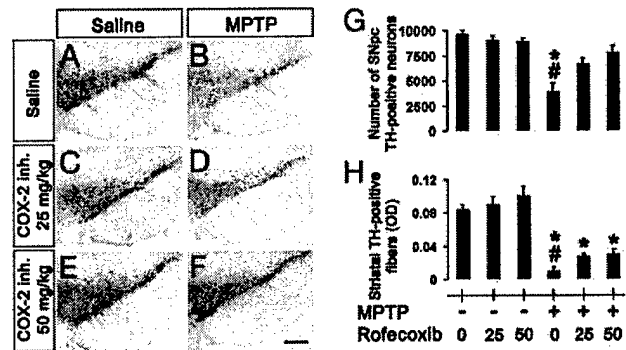 Saline MPTP
Saline
COX-2 inh.
25 mg/kg
COX-2 inh.
50 mg/kg
A B
C D
E F
G
Number of SNpc
TH-positive neurons
10000
7500
5000
2500
0
*
#
H
Striatal TH-positive
fibers (OD)
0.12
0.08
0.04
0
*
#
*
*
MPTP - - - + + +
Rofecoxib 0 25 50 0 25 50